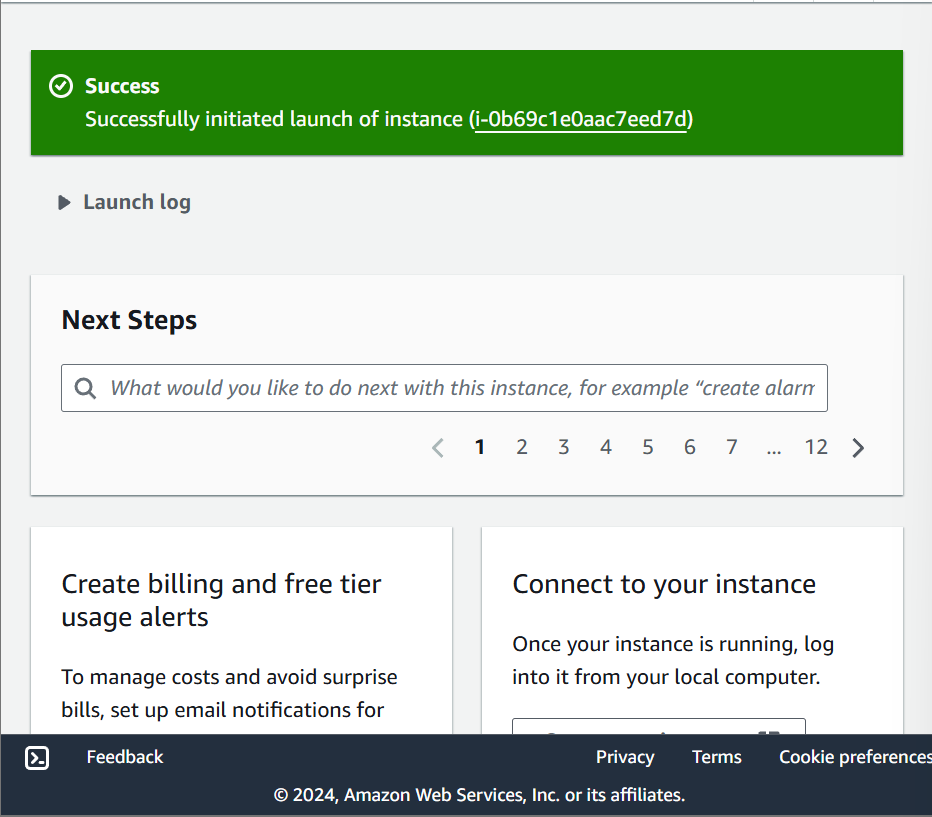 Success
Successfully initiated launch of instance (i-0b69c1e0aac7eed7d)
Launch log
Next Steps
What would you like to do next with this instance, for example “create alarm
1 2 3 4 5 6 7 ... 12
Create billing and free tier
usage alerts
To manage costs and avoid surprise
bills, set up email notifications for
Connect to your instance
Once your instance is running, log
into it from your local computer.
Feedback
Privacy Terms Cookie preferences
© 2024, Amazon Web Services, Inc. or its affiliates.